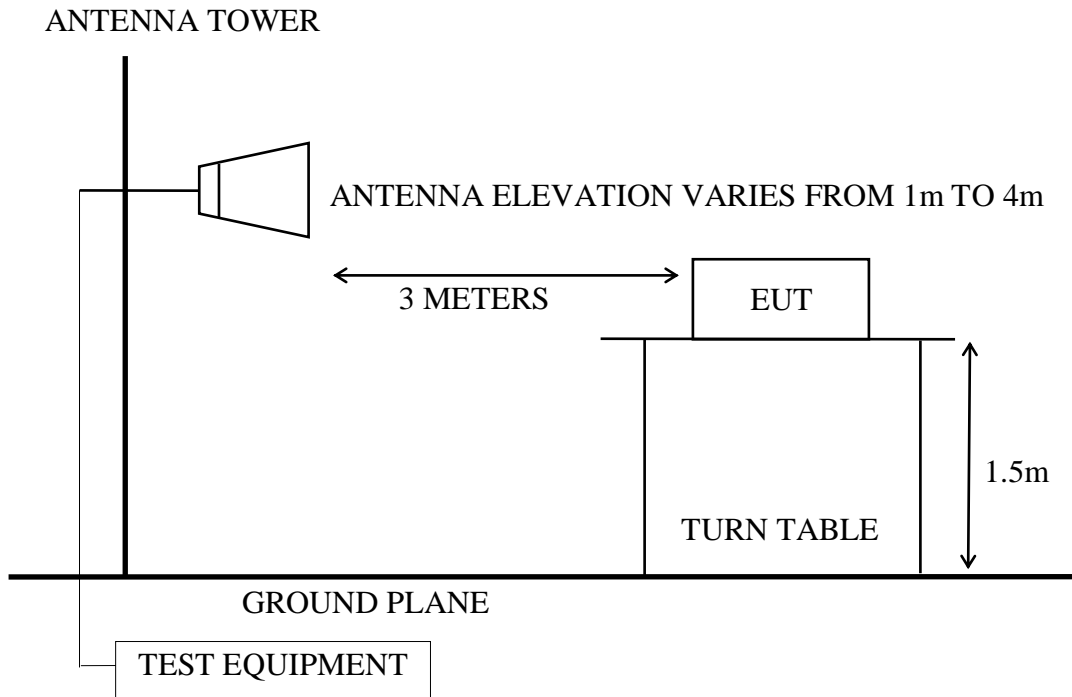 ANTENNA TOWER
ANTENNA ELEVATION VARIES FROM 1m TO 4m
3 METERS
EUT
1.5m
TURN TABLE
GROUND PLANE
TEST EQUIPMENT